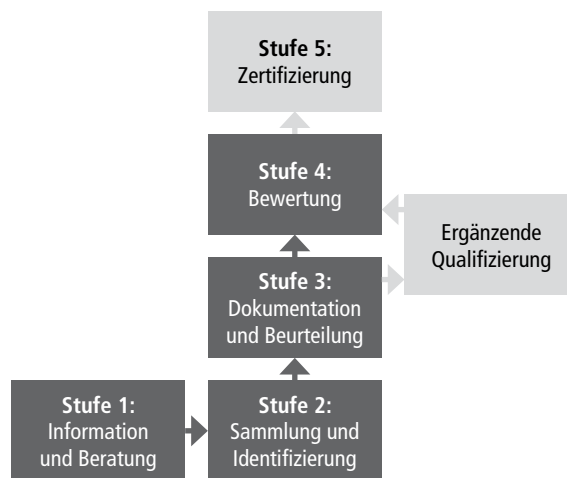 Stufe 5:
Zertifizierung
Stufe 4:
Bewertung
Ergänzende
Qualifizierung
Stufe 3:
Dokumentation
und Beurteilung
Stufe 1:
Information
und Beratung
Stufe 2:
Sammlung und
Identifizierung